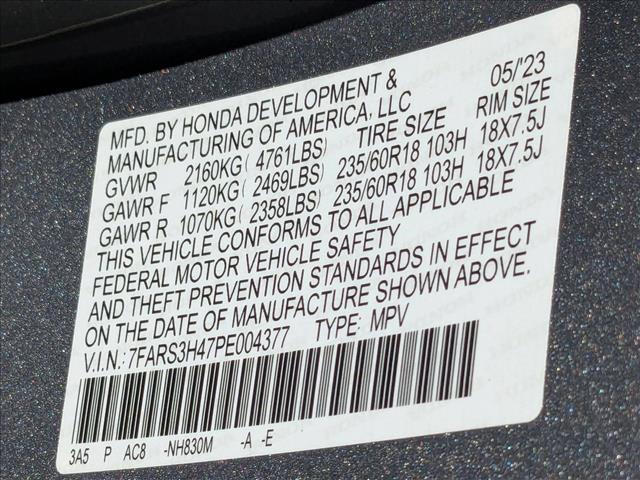 MFD. BY HONDA DEVELOPMENT &
MANUFACTURING OF AMERICA, LLC 05/'23
GVWR 2160KG ( 4761LBS) TIRE SIZE RIM SIZE
GAWR F 1120KG ( 2469LBS) 235/60R18 103H 18X7.5J
GAWR R 1070KG ( 2358LBS) 235/60R18 103H 18X7.5J
THIS VEHICLE CONFORMS TO ALL APPLICABLE
FEDERAL MOTOR VEHICLE SAFETY
AND THEFT PREVENTION STANDARDS IN EFFECT
ON THE DATE OF MANUFACTURE SHOWN ABOVE.
V.I.N.: 7FARS3H47PE004377 TYPE: MPV
3A5 P AC8 -NH830M -A -E